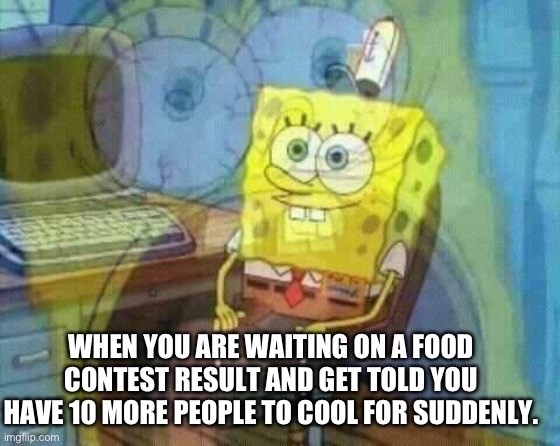 WHEN YOU ARE WAITING ON A FOOD
CONTEST RESULT AND GET TOLD YOU
HAVE 10 MORE PEOPLE TO COOL FOR SUDDENLY.
imgflip.com